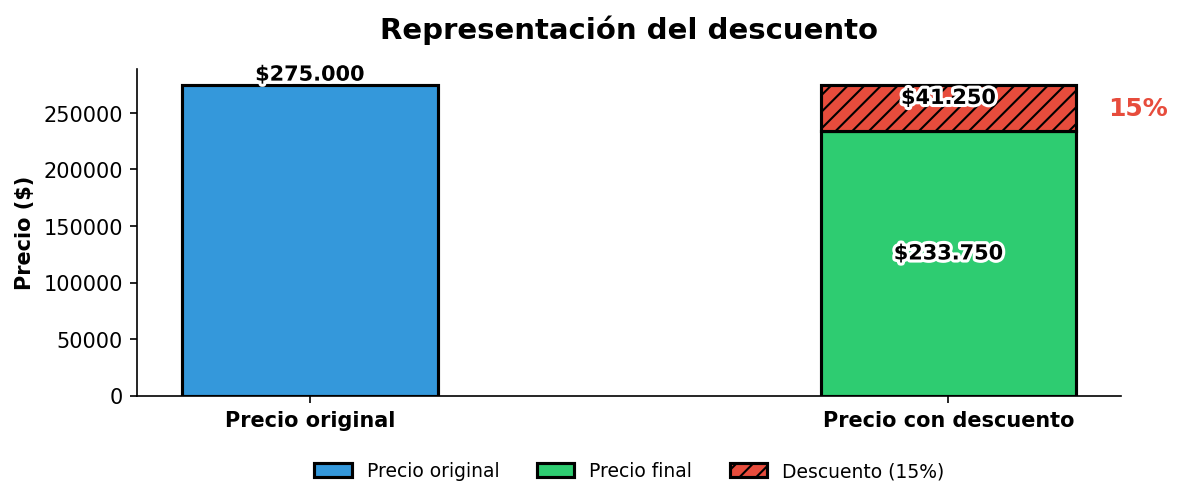 Representación del descuento
Precio ($)
250000
200000
150000
100000
50000
0
$275.000
$41.250
15%
$233.750
Precio original
Precio con descuento
Precio original
Precio final
Descuento (15%)